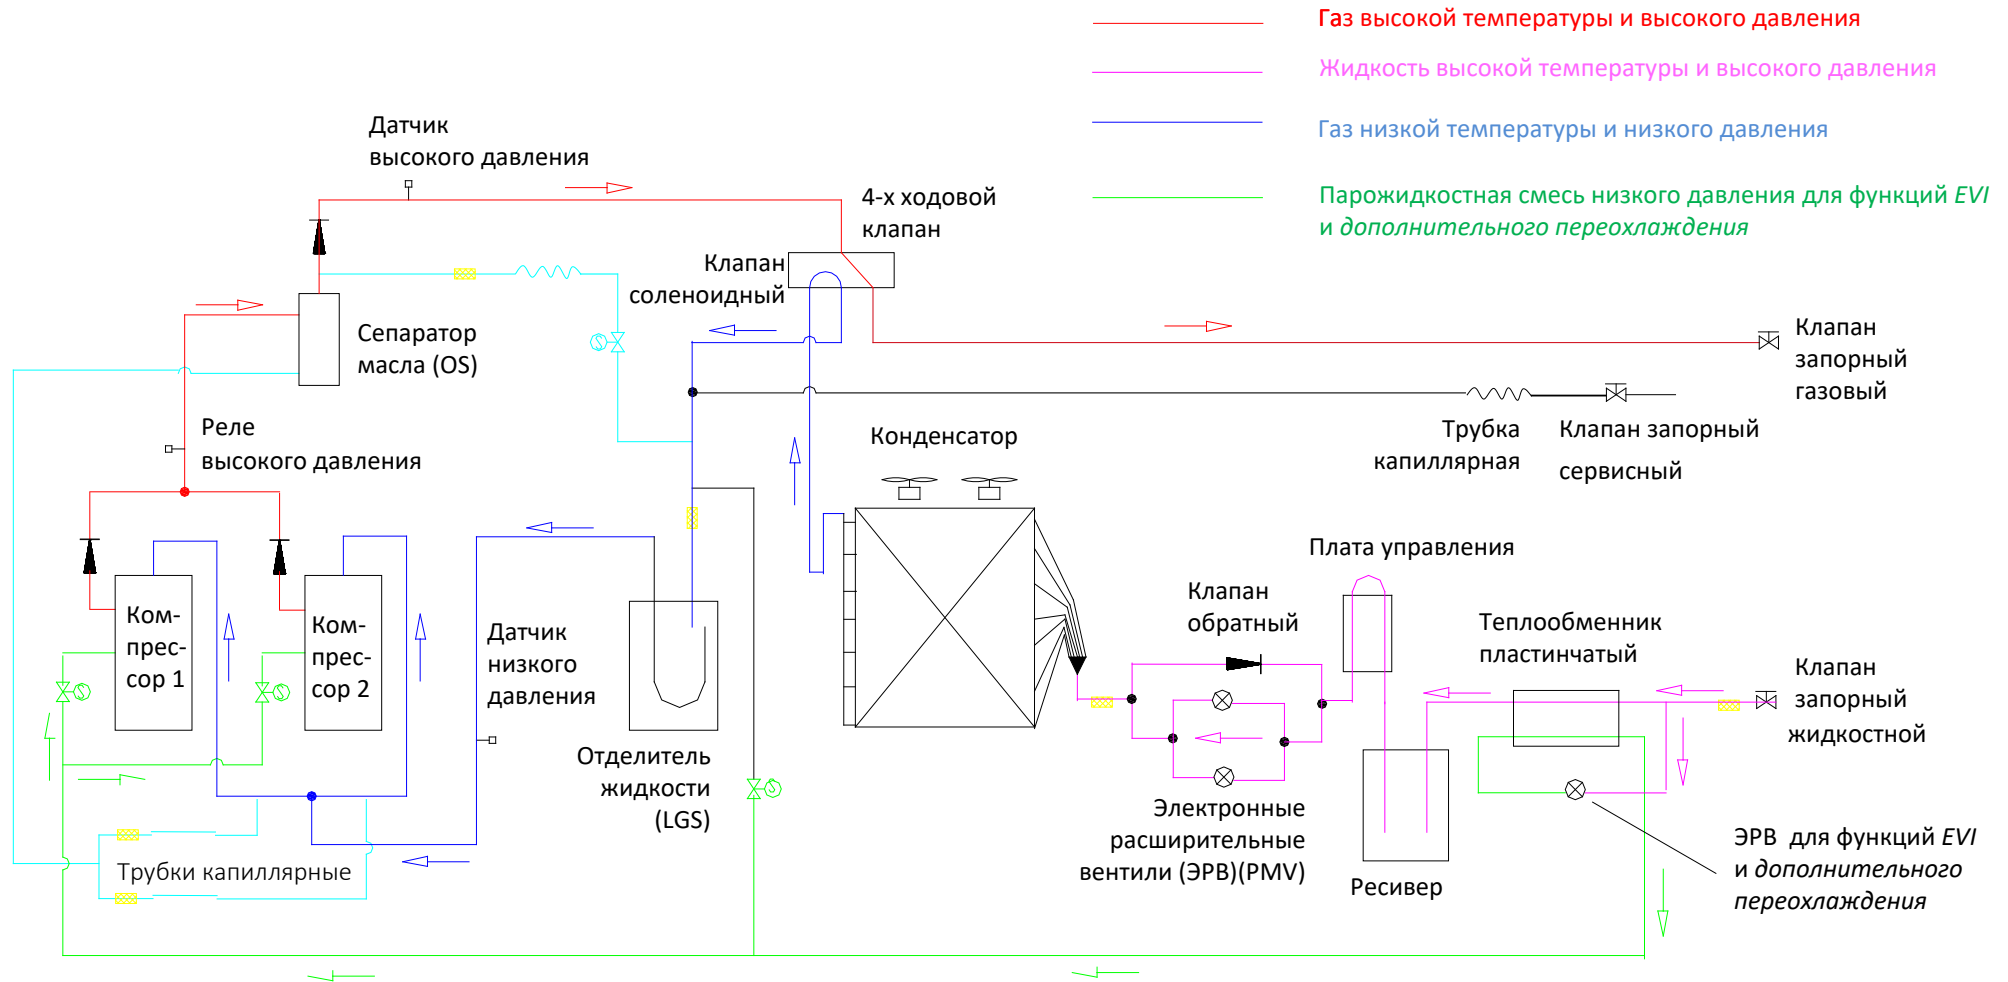 Газ высокой температуры и высокого давления
Жидкость высокой температуры и высокого давления
Газ низкой температуры и низкого давления
Парожидкостная смесь низкого давления для функций EVI
и дополнительного переохлаждения
Датчик
высокого давления
4-х ходовой
клапан
Клапан
соленоидный
Сепаратор
масла (OS)
Клапан
запорный
газовый
Реле
высокого давления
Конденсатор
Трубка
капиллярная
Клапан запорный
сервисный
Плата управления
Клапан
обратный
Теплообменник
пластинчатый
Ком-
прес-
сор 1
Ком-
прес-
сор 2
Датчик
низкого
давления
Клапан
запорный
жидкостной
Отделитель
жидкости
(LGS)
Электронные
расширительные
вентили (ЭРВ)(PMV)
Ресивер
ЭРВ для функций EVI
и дополнительного
переохлаждения
Трубки капиллярные
S
S
S
S